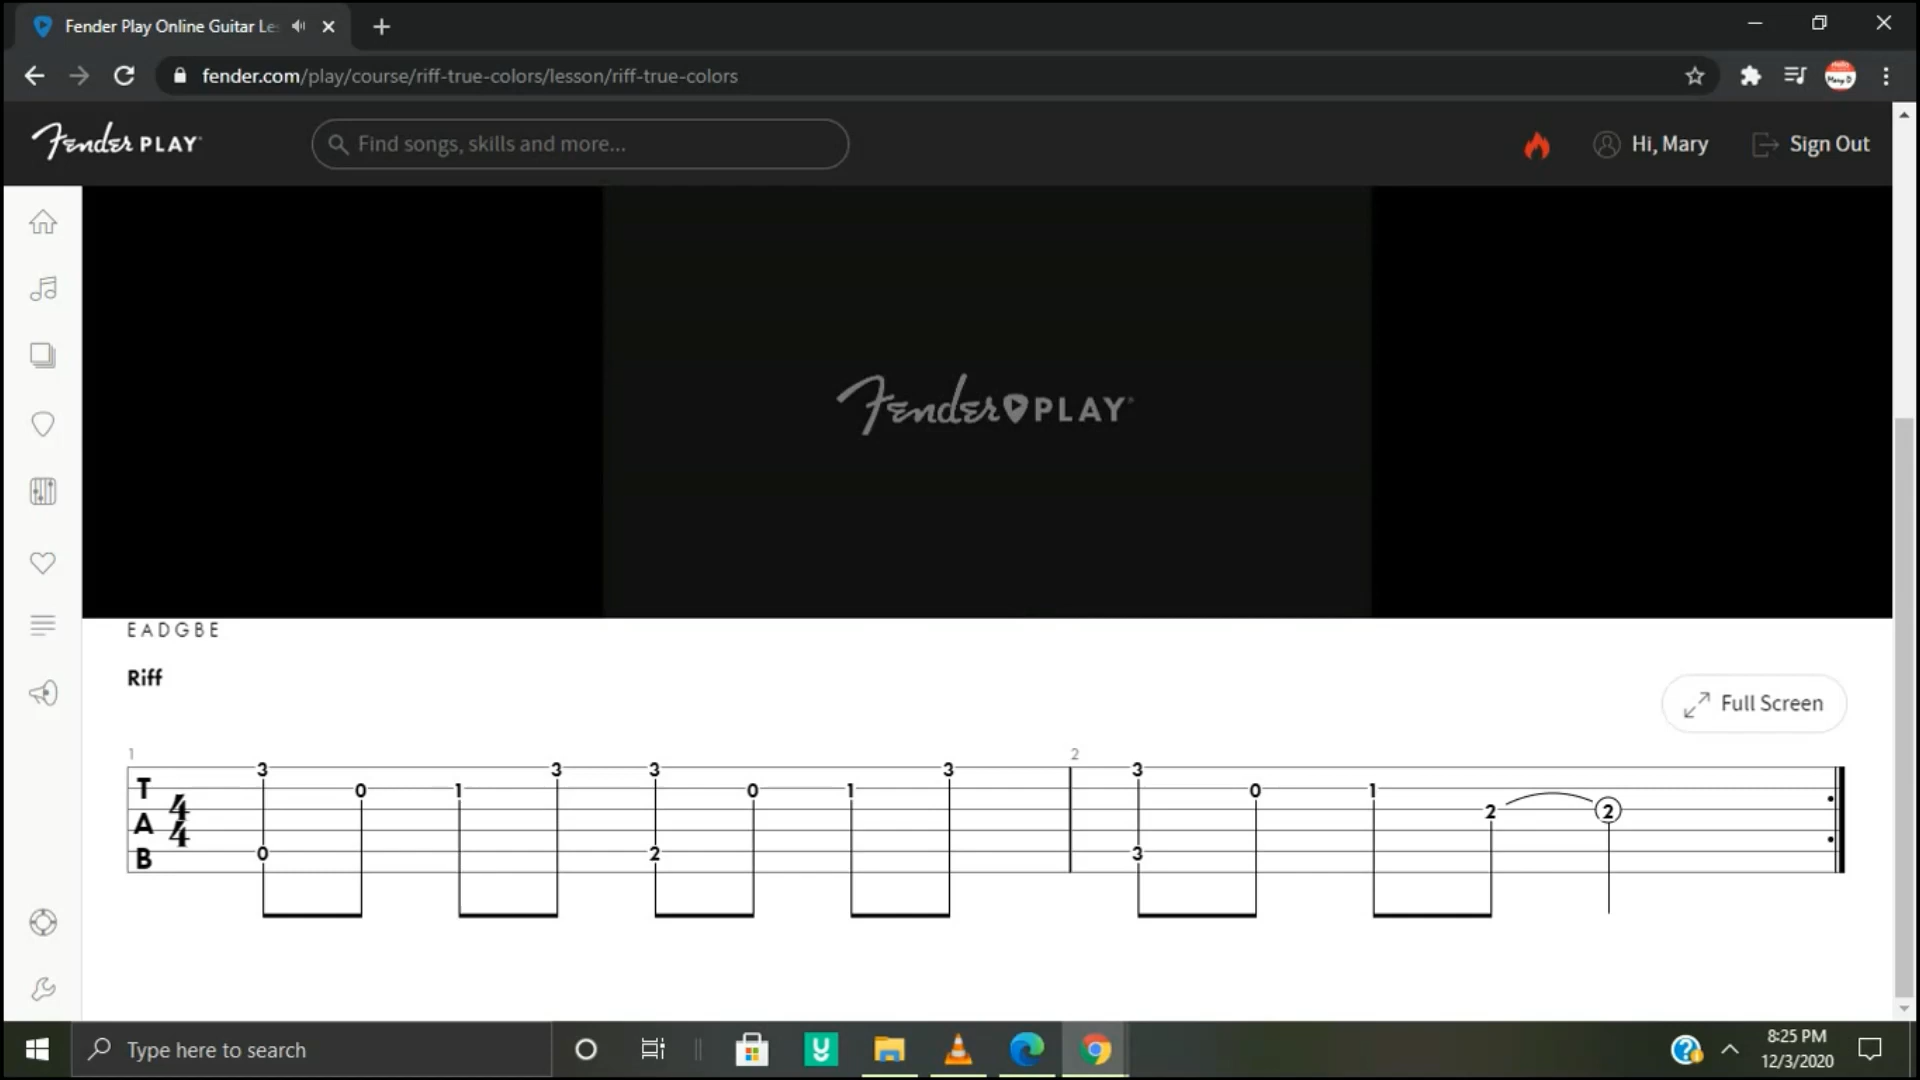 Fender Play Online Guitar Le
fender.com/play/course/riff-true-colors/lesson/riff-true-colors
Fender PLAY
Find songs, skills and more...
Hi, Mary
Sign Out
Fender PLAY
E A D G B E
Riff
Full Screen
1 2
3 3 3 3 3
T 0 1 0 1 0 1
A 4 4 2 2
B 0 2 3
Type here to search
8:25 PM
12/3/2020